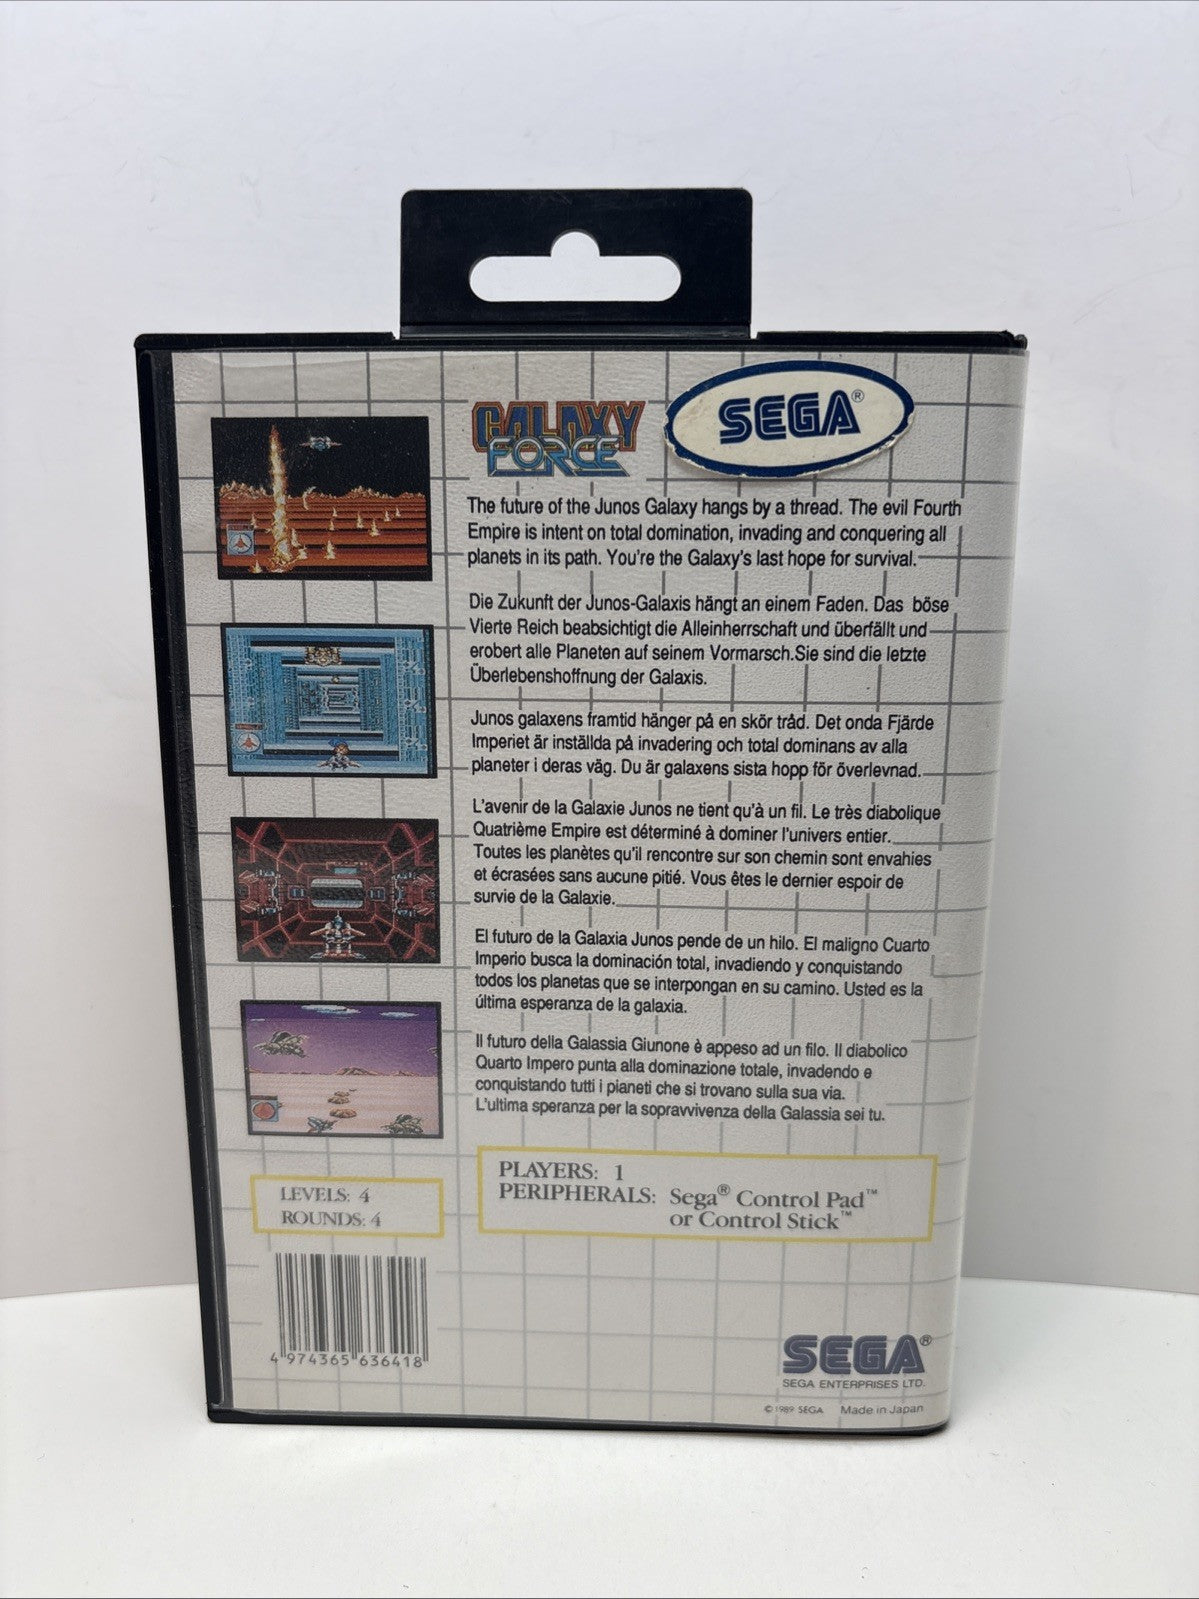 GALAXY
FORCE
SEGA®
The future of the Junos Galaxy hangs by a thread. The evil Fourth
Empire is intent on total domination, invading and conquering all
planets in its path. You're the Galaxy's last hope for survival.
Die Zukunft der Junos-Galaxis hängt an einem Faden. Das böse
Vierte Reich beabsichtigt die Alleinherrschaft und überfällt und
erobert alle Planeten auf seinem Vormarsch.Sie sind die letzte
Überlebenshoffnung der Galaxis.
Junos galaxens framtid hänger på en skör tråd. Det onda Fjärde
Imperiet är inställda på invadering och total dominans av alla
planeter i deras väg. Du är galaxens sista hopp för överlevnad.
L'avenir de la Galaxie Junos ne tient qu'à un fil. Le très diabolique
Quatrième Empire est déterminé à dominer l'univers entier.
Toutes les planètes qu'il rencontre sur son chemin sont envahies
et écrasées sans aucune pitié. Vous êtes le dernier espoir de
survie de la Galaxie.
El futuro de la Galaxia Junos pende de un hilo. El maligno Cuarto
Imperio busca la dominación total, invadiendo y conquistando
todos los planetas que se interpongan en su camino. Usted es la
última esperanza de la galaxia.
Il futuro della Galassia Giunone è appeso ad un filo. Il diabolico
Quarto Impero punta alla dominazione totale, invadendo e
conquistando tutti i pianeti che si trovano sulla sua via.
L'ultima speranza per la sopravvivenza della Galassia sei tu.
LEVELS: 4
ROUNDS: 4
PLAYERS: 1
PERIPHERALS: Sega® Control Pad™
or Control Stick™
4 974365 636418
SEGA®
SEGA ENTERPRISES LTD.
©1989 SEGA Made in Japan